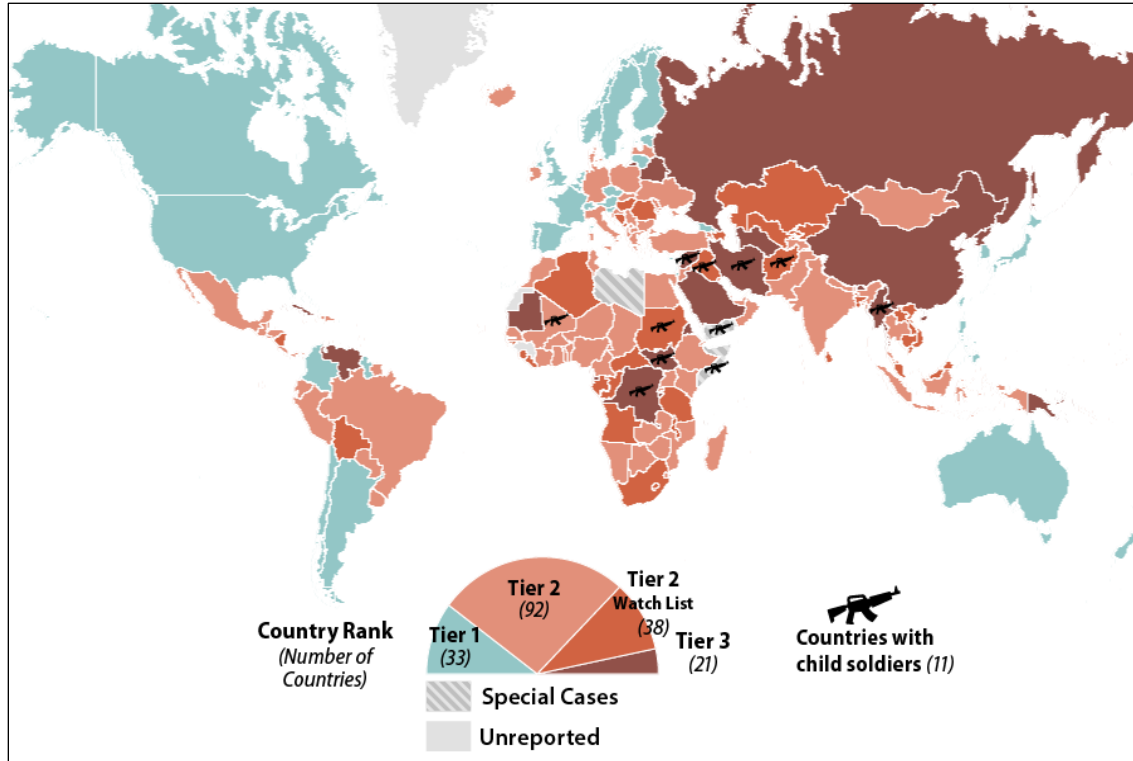 Country Rank
(Number of
Countries)
Tier 1
(33)
Tier 2
(92)
Tier 2
Watch List
(38)
Tier 3
(21)
Special Cases
Unreported
Countries with
child soldiers (11)